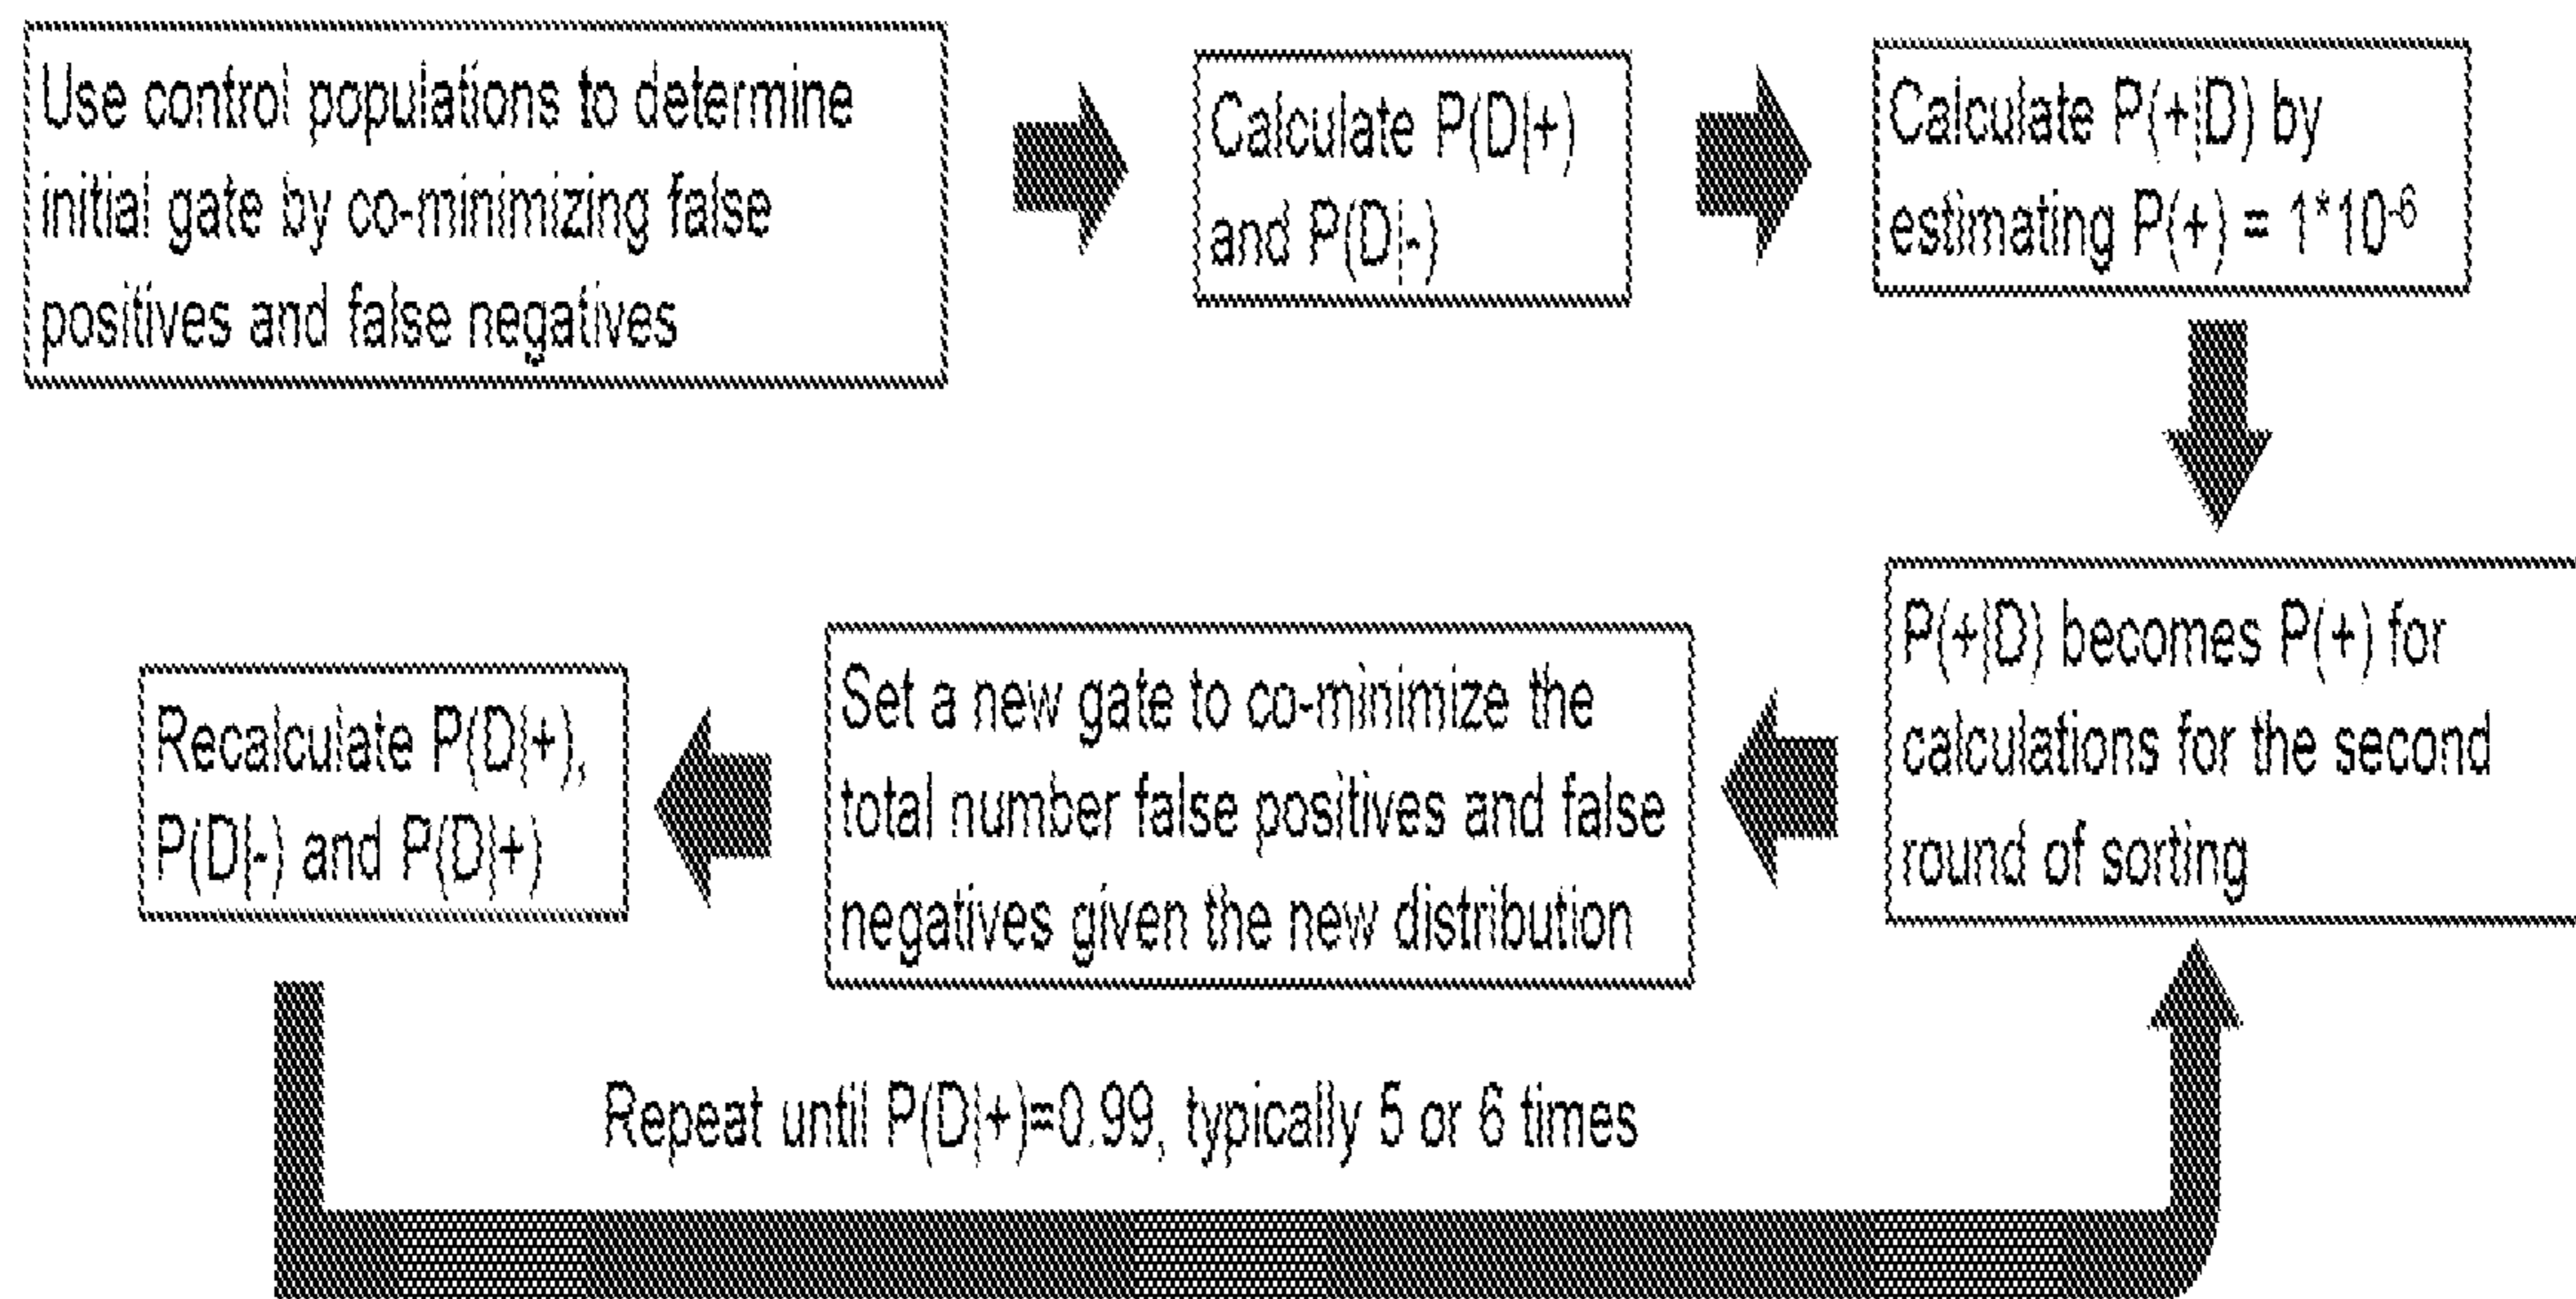 Use control populations to determine
initial gate by co-minimizing false
positives and false negatives
Calculate P(D|+)
and P(D|-)
Calculate P(+|D) by
estimating P(+) = 1*10-6
P(+|D) becomes P(+) for
calculations for the second
round of sorting
Set a new gate to co-minimize the
total number false positives and false
negatives given the new distribution
Recalculate P(D|+),
P(D|-) and P(D|+)
Repeat until P(D|+)=0.99, typically 5 or 6 times